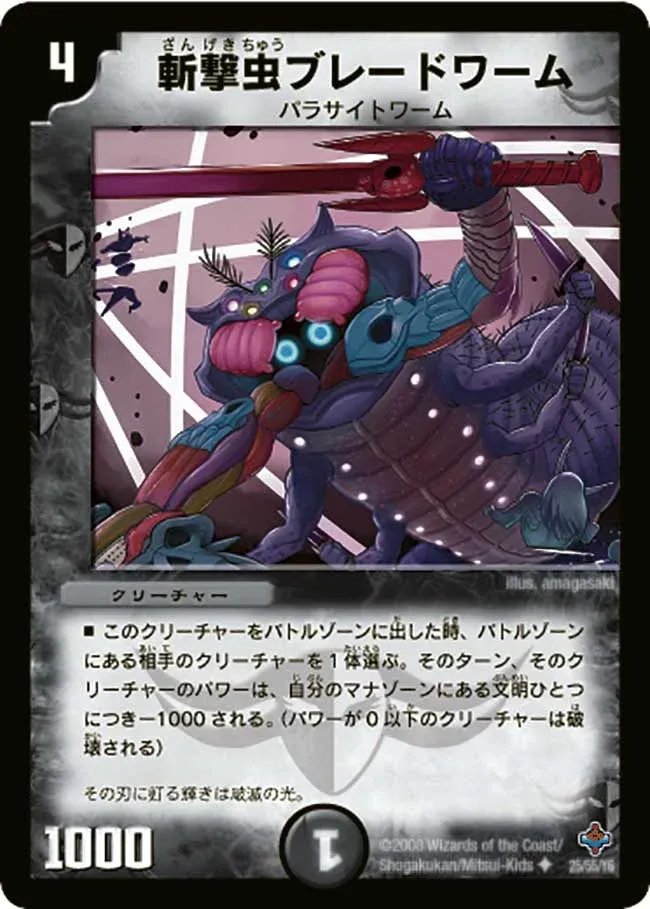 4
ざんげきちゅう
斬撃虫ブレードワーム
パラサイトワーム
illus. amagasaki
クリーチャー
■ このクリーチャーをバトルゾーンに出した時、バトルゾーン
にある相手のクリーチャーを1体選ぶ。そのターン、そのク
リーチャーのパワーは、自分のマナゾーンにある文明ひとつ
につき−1000される。(パワーが0以下のクリーチャーは破
壊される)
その刃に灯る輝きは破滅の光。
1000
1
©2008 Wizards of the Coast/
Shogakukan/Mitsui-Kids ♦ 25/55/Y6